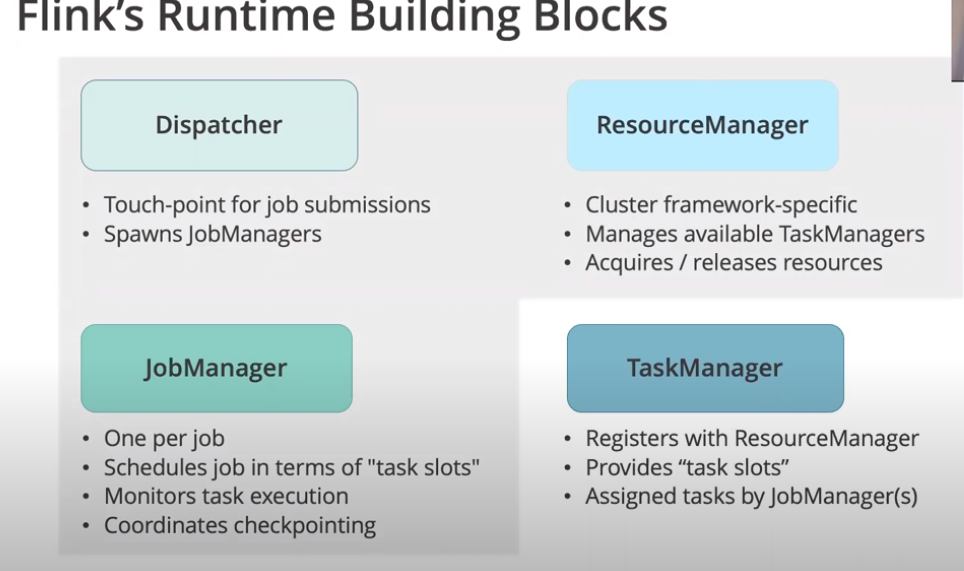 Flink's Runtime Building Blocks
Dispatcher
• Touch-point for job submissions
• Spawns JobManagers
ResourceManager
• Cluster framework-specific
• Manages available TaskManagers
• Acquires / releases resources
JobManager
• One per job
• Schedules job in terms of "task slots"
• Monitors task execution
• Coordinates checkpointing
TaskManager
• Registers with ResourceManager
• Provides “task slots”
• Assigned tasks by JobManager(s)